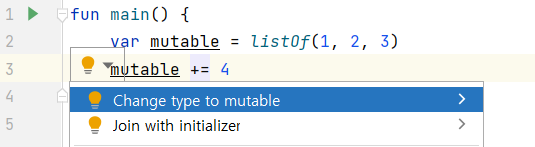 1 fun main() {
2 var mutable = listOf(1, 2, 3)
3 mutable += 4
4 Change type to mutable
5 Join with initializer